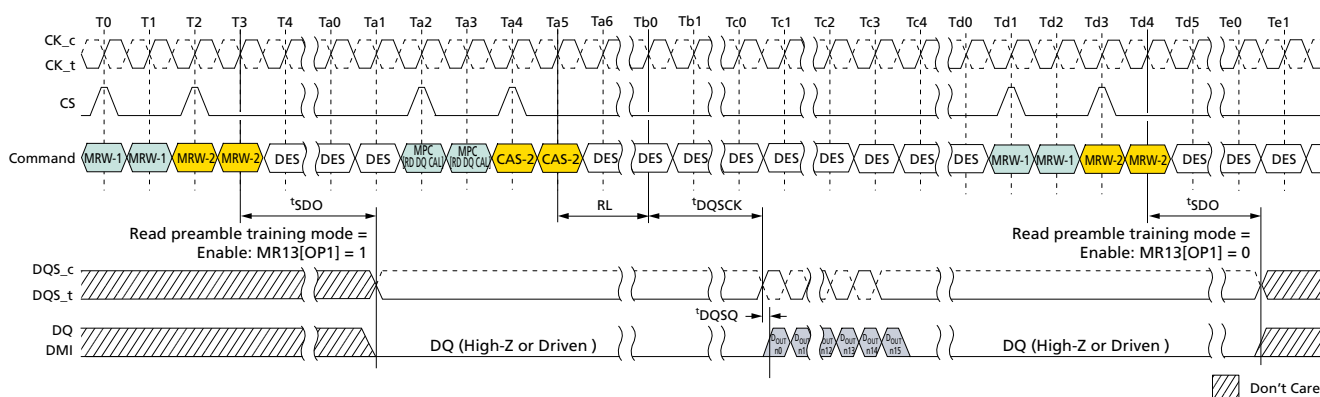 T0 T1 T2 T3 T4 Ta0 Ta1 Ta2 Ta3 Ta4 Ta5 Ta6 Tb0 Tb1 Tc0 Tc1 Tc2 Tc3 Tc4 Td0 Td1 Td2 Td3 Td4 Td5 Te0 Te1
CK_c
CK_t
CS
Command MRW-1 MRW-1 MRW-2 MRW-2 DES DES DES MPC [RD DQ CAL] MPC [RD DQ CAL] CAS-2 CAS-2 DES DES DES DES DES DES DES DES DES MRW-1 MRW-1 MRW-2 MRW-2 DES DES DES
tSDO RL tDQSCK tSDO
Read preamble training mode = Read preamble training mode =
Enable: MR13[OP1] = 1 Enable: MR13[OP1] = 0
DQS_c
DQS_t
tDQSQ
DQ
DMI
DQ (High-Z or Driven ) DOUT n0 DOUT n1 DOUT n12 DOUT n13 DOUT n14 DOUT n15 DQ (High-Z or Driven )
Don't Care